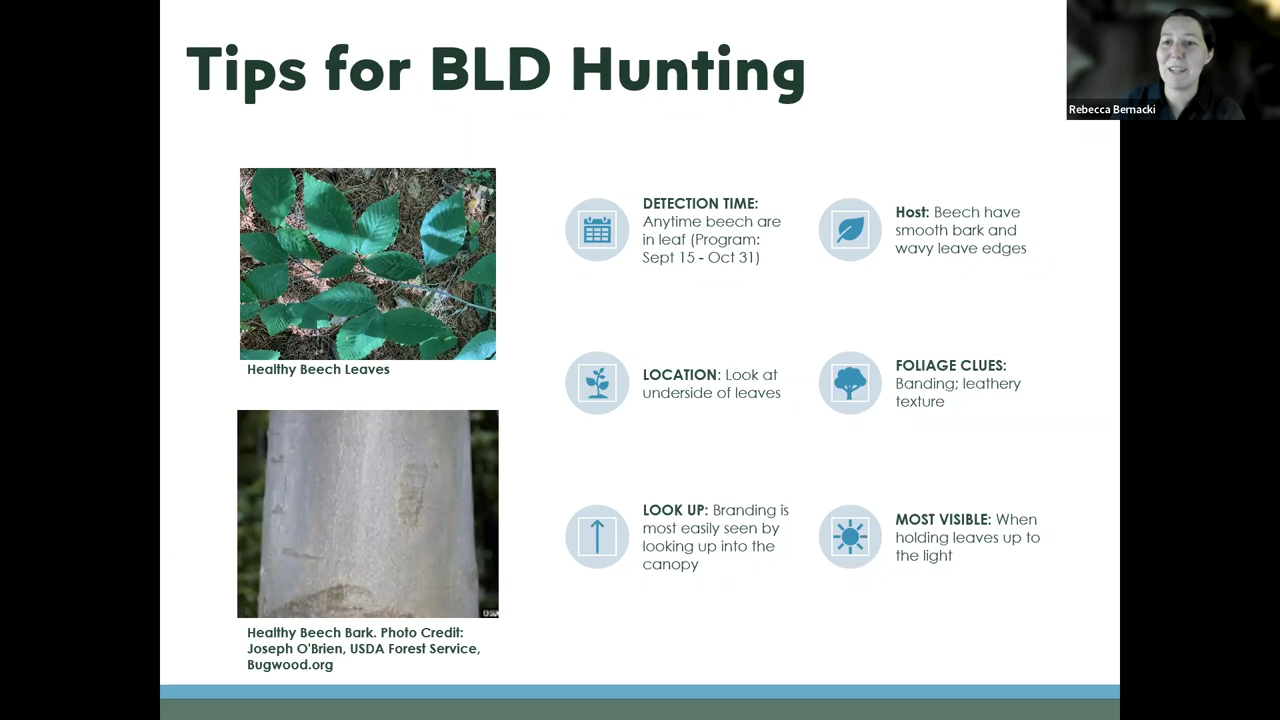 Tips for BLD Hunting
Rebecca Bernacki
Healthy Beech Leaves
Healthy Beech Bark. Photo Credit:
Joseph O'Brien, USDA Forest Service,
Bugwood.org
DETECTION TIME:
Anytime beech are
in leaf (Program:
Sept 15 - Oct 31)
Host: Beech have
smooth bark and
wavy leave edges
LOCATION: Look at
underside of leaves
FOLIAGE CLUES:
Banding; leathery
texture
LOOK UP: Branding is
most easily seen by
looking up into the
canopy
MOST VISIBLE: When
holding leaves up to
the light